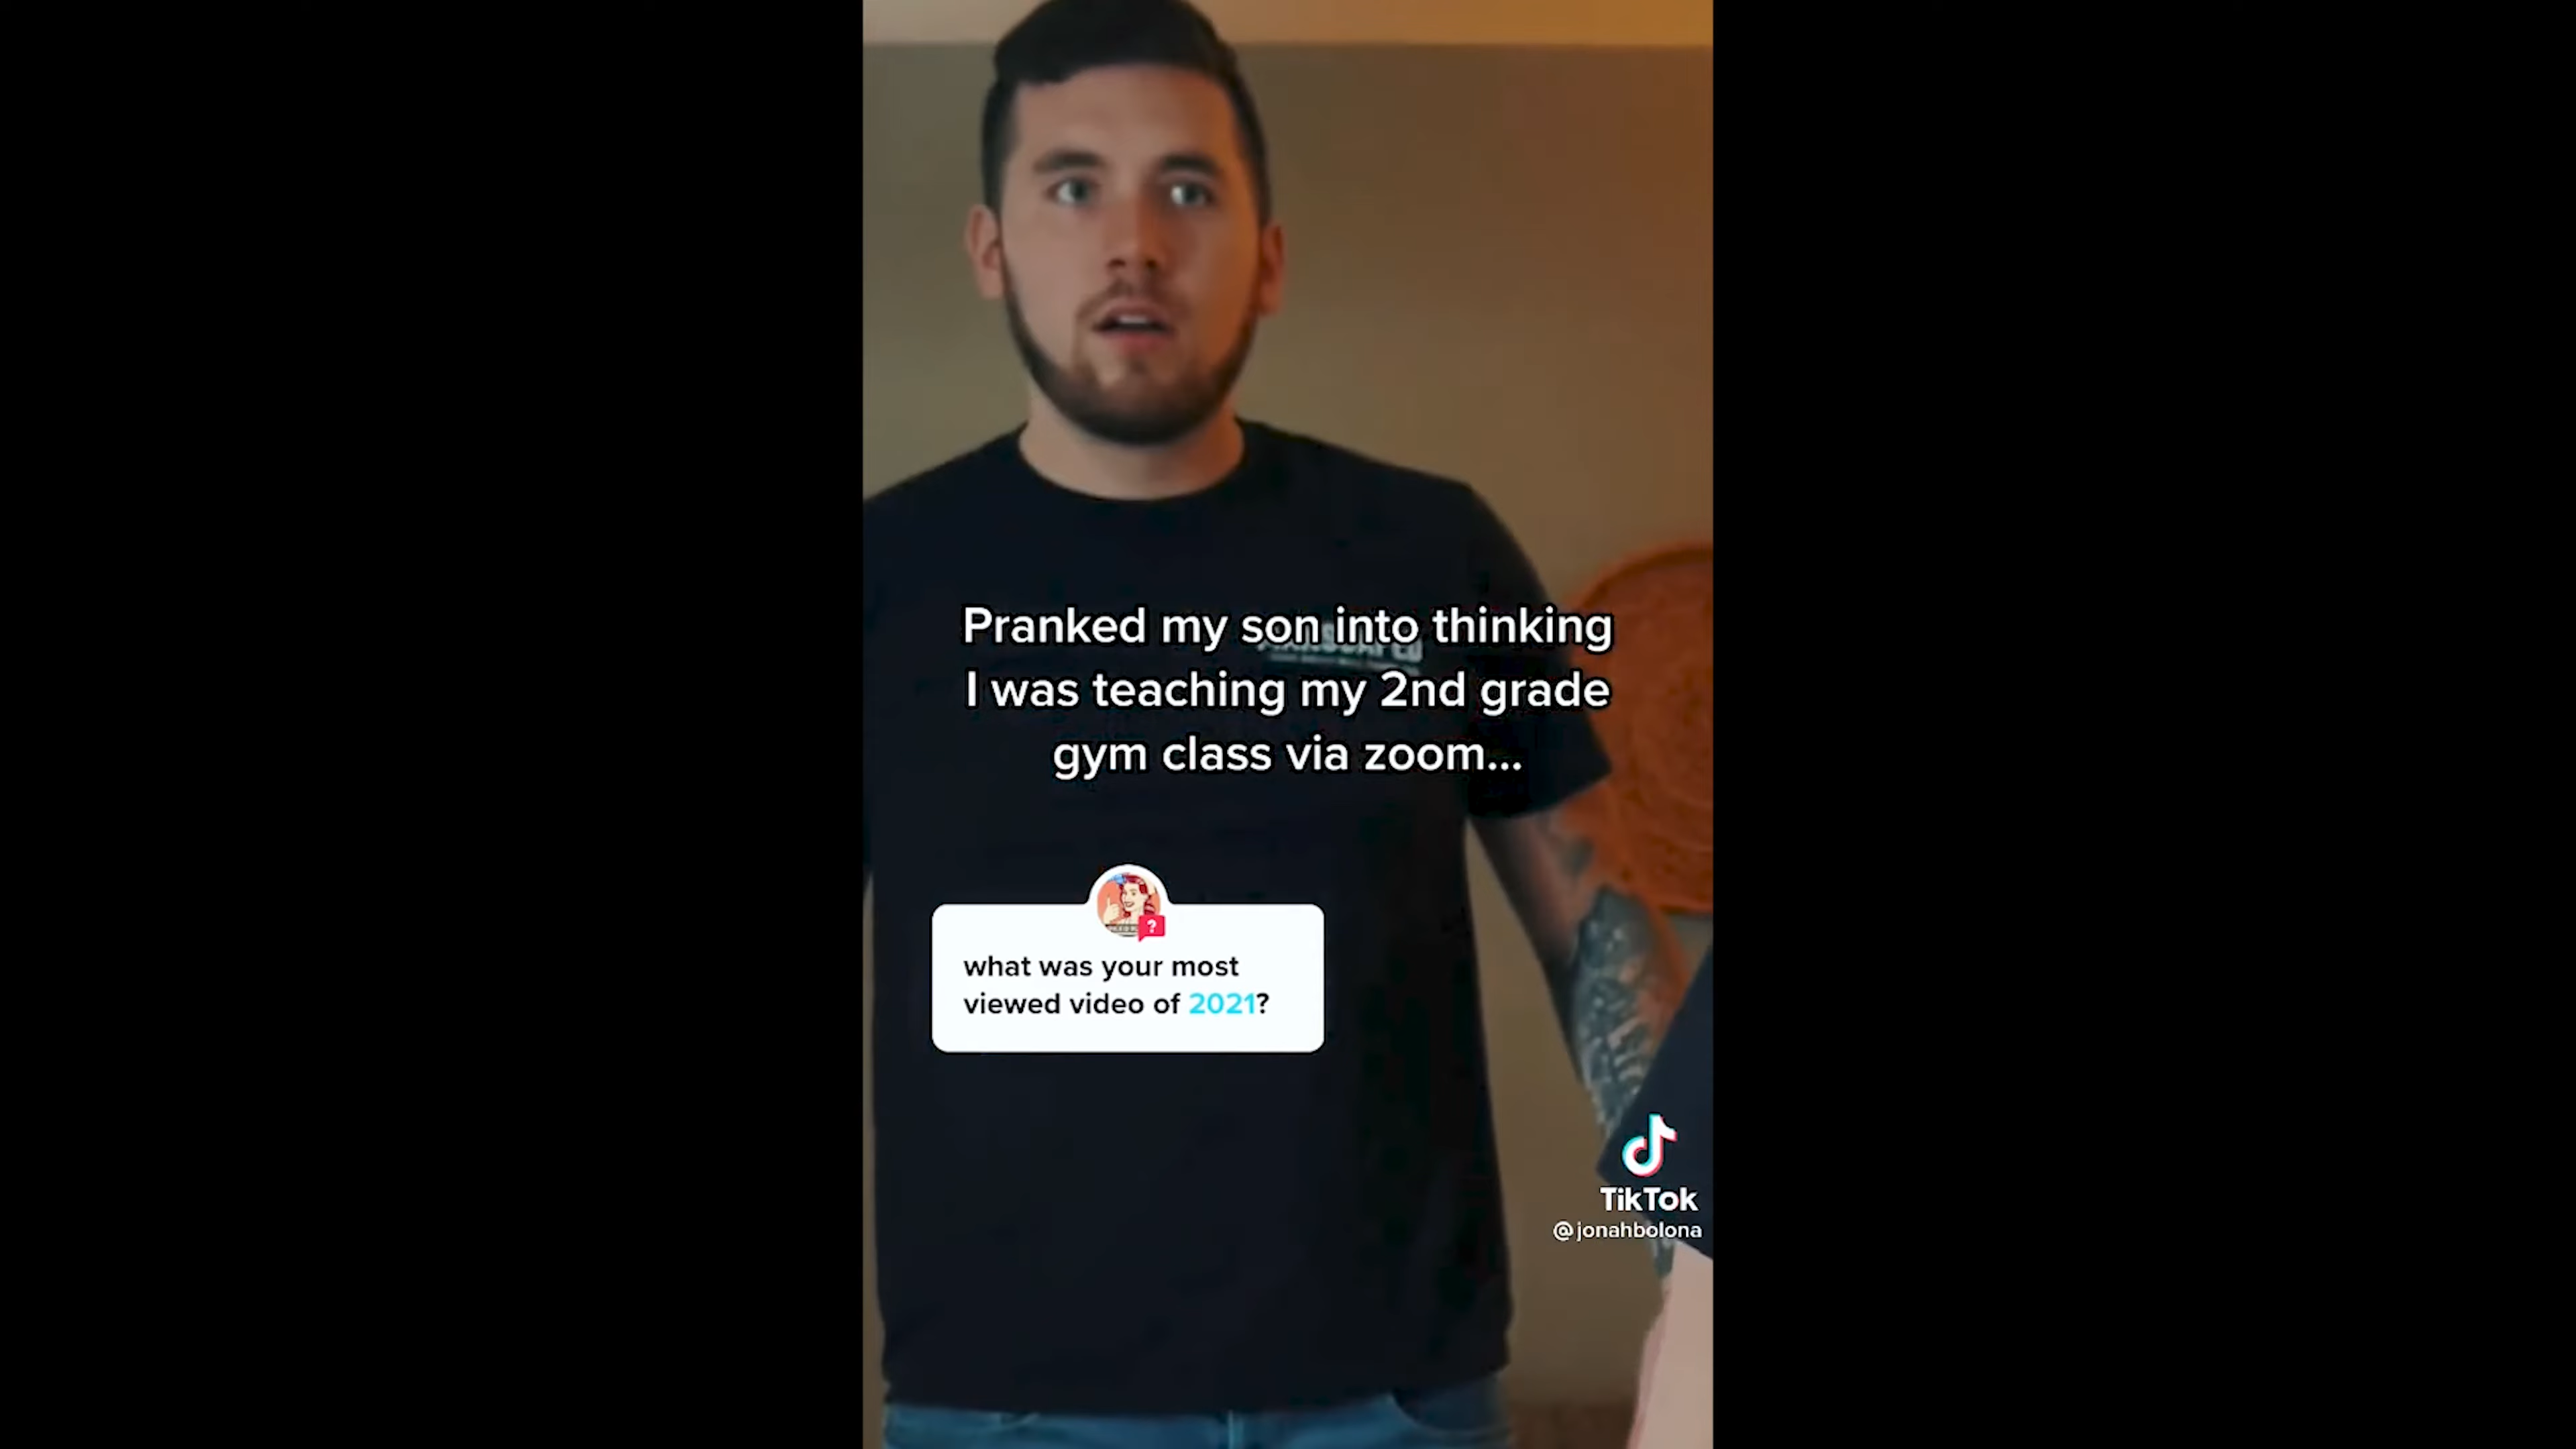 Pranked my son into thinking
I was teaching my 2nd grade
gym class via zoom...
?
what was your most
viewed video of 2021?
TikTok
@jonahbolona